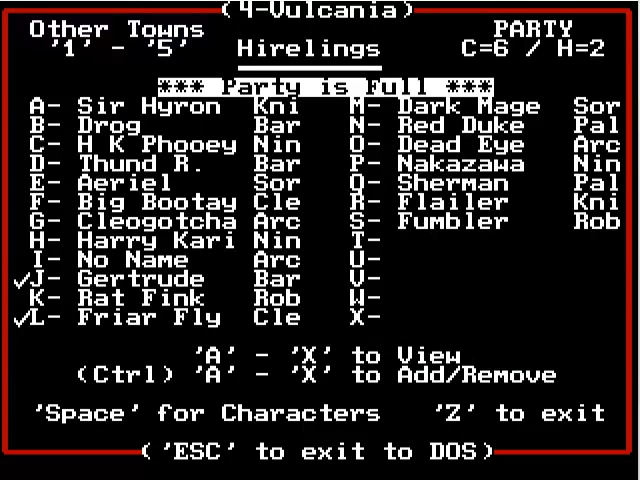 (4-Vulcania)
Other Towns PARTY
'1' - '5' Hirelings C=6 / H=2
*** Party is Full ***
A- Sir Hyron Kni M- Dark Mage Sor
B- Drog Bar N- Red Duke Pal
C- H K Phooey Nin O- Dead Eye Arc
D- Thund R. Bar P- Nakazawa Nin
E- Aeriel Sor Q- Sherman Pal
F- Big Bootay Cle R- Flailer Kni
G- Cleogotcha Arc S- Fumbler Rob
H- Harry Kari Nin T-
I- No Name Arc U-
✓J- Gertrude Bar V-
K- Rat Fink Rob W-
✓L- Friar Fly Cle X-
'A' - 'X' to View
(Ctrl) 'A' - 'X' to Add/Remove
'Space' for Characters 'Z' to exit
('ESC' to exit to DOS)